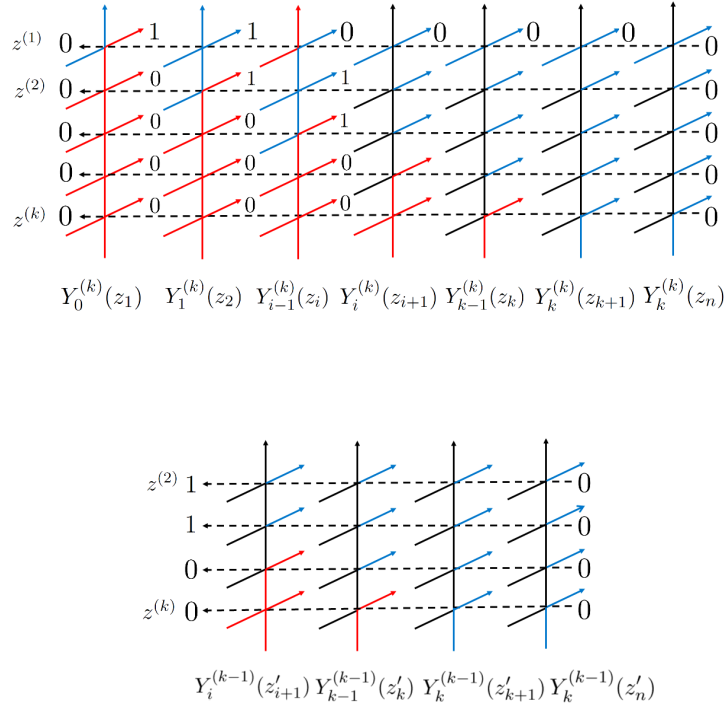 z^{(1)} 0 1 1 0 0 0 0 0
z^{(2)} 0 0 1 1 0
0 0 0 1 0
0 0 0 0 0
z^{(k)} 0 0 0 0 0
Y_0^{(k)}(z_1) Y_1^{(k)}(z_2) Y_{i-1}^{(k)}(z_i) Y_i^{(k)}(z_{i+1}) Y_{k-1}^{(k)}(z_k) Y_k^{(k)}(z_{k+1}) Y_k^{(k)}(z_n)
z^{(2)} 1 0
1 0
0 0
z^{(k)} 0 0
Y_i^{(k-1)}(z'_{i+1}) Y_{k-1}^{(k-1)}(z'_k) Y_k^{(k-1)}(z'_{k+1}) Y_k^{(k-1)}(z'_n)